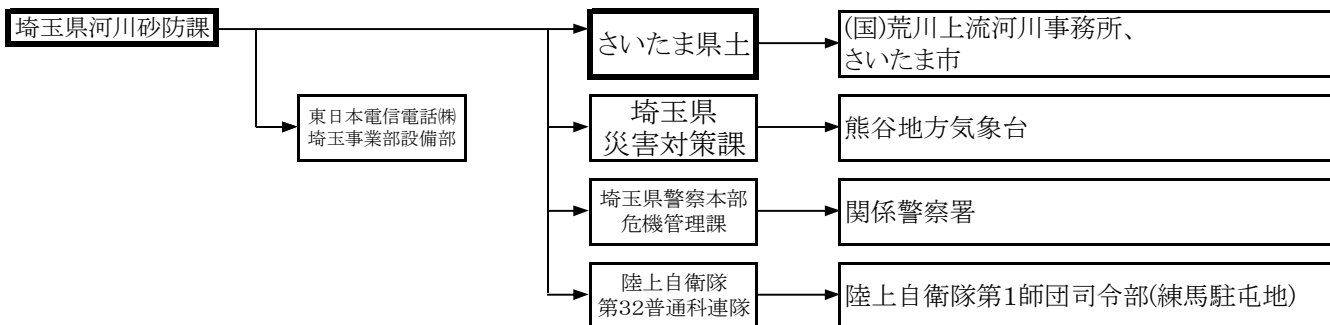 埼玉県河川砂防課
さいたま県土
(国)荒川上流河川事務所、
さいたま市
東日本電信電話㈱
埼玉事業部設備部
埼玉県
災害対策課
熊谷地方気象台
埼玉県警察本部
危機管理課
関係警察署
陸上自衛隊
第32普通科連隊
陸上自衛隊第1師団司令部(練馬駐屯地)